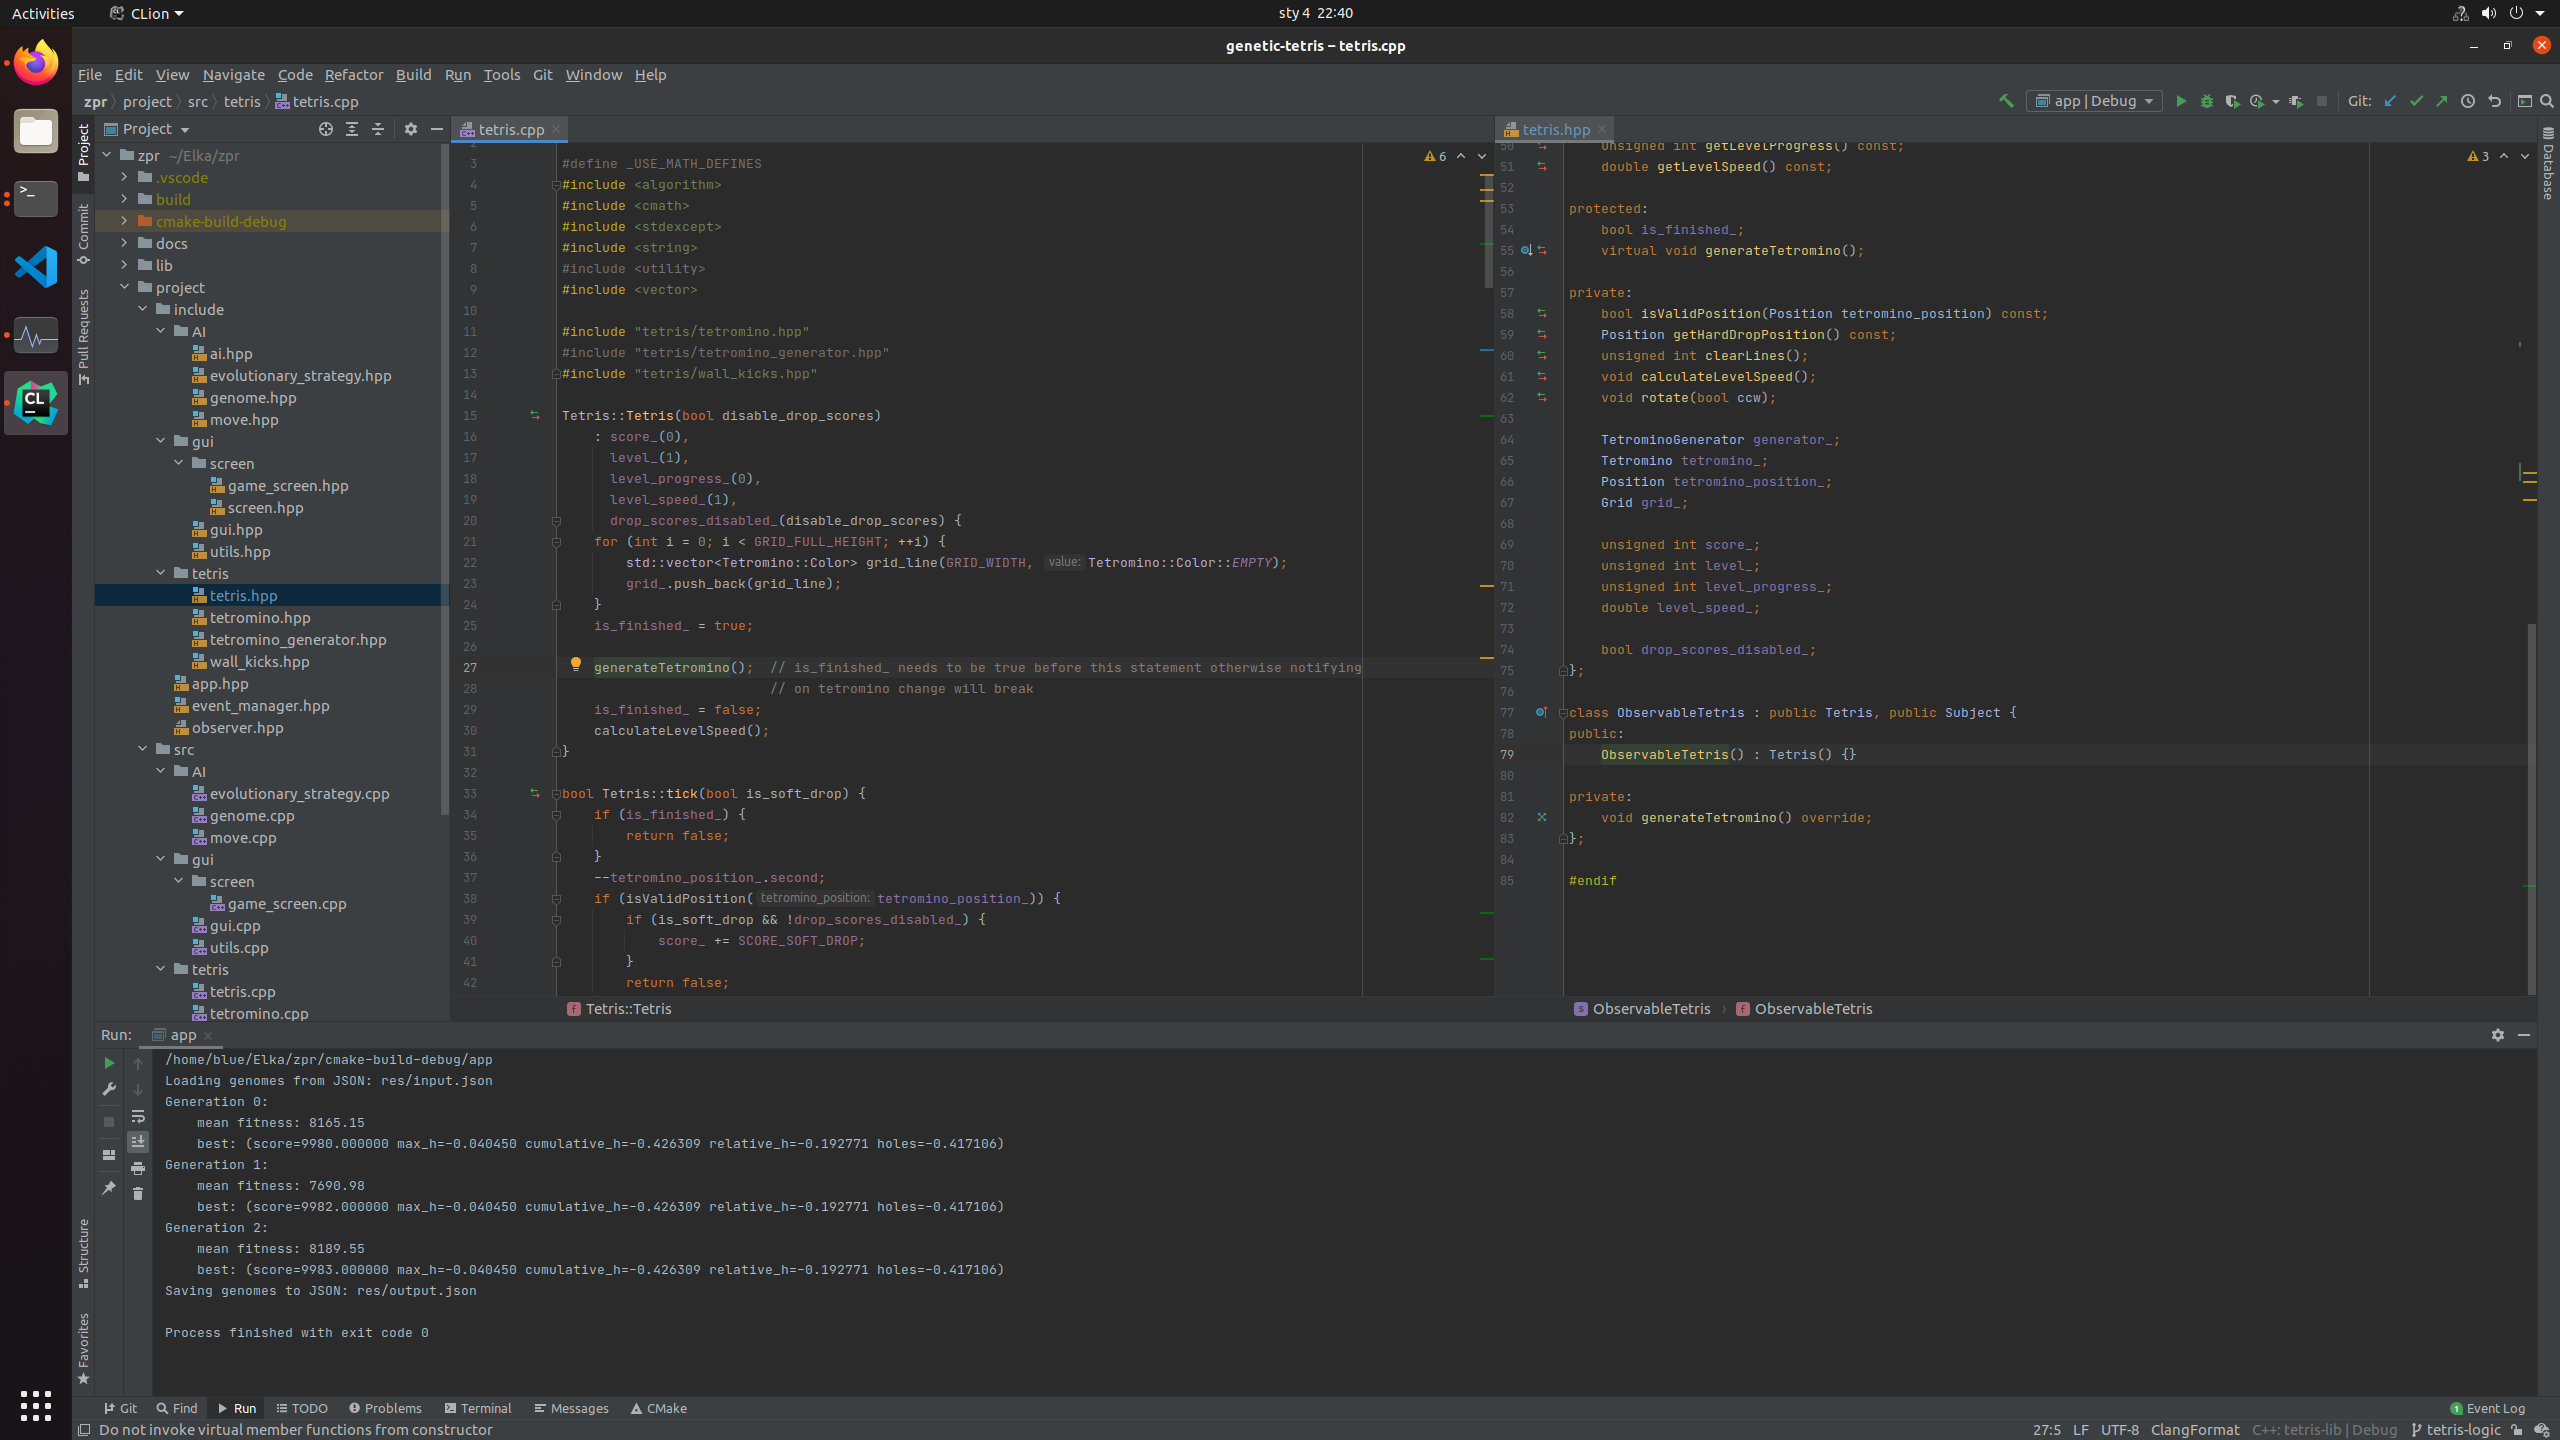 Activities
CLion
sty 4 22:40
genetic-tetris – tetris.cpp
File Edit View Navigate Code Refactor Build Run Tools Git Window Help
zpr project src tetris tetris.cpp
app | Debug
Git:
Project
Commit
Pull Requests
Structure
Favorites
Database
Project
zpr ~/Elka/zpr
.vscode
build
cmake-build-debug
docs
lib
project
include
AI
ai.hpp
evolutionary_strategy.hpp
genome.hpp
move.hpp
gui
screen
game_screen.hpp
screen.hpp
gui.hpp
utils.hpp
tetris
tetris.hpp
tetromino.hpp
tetromino_generator.hpp
wall_kicks.hpp
app.hpp
event_manager.hpp
observer.hpp
src
AI
evolutionary_strategy.cpp
genome.cpp
move.cpp
gui
screen
game_screen.cpp
gui.cpp
utils.cpp
tetris
tetris.cpp
tetromino.cpp
tetris.cpp
6
2
3 #define _USE_MATH_DEFINES
4 #include <algorithm>
5 #include <cmath>
6 #include <stdexcept>
7 #include <string>
8 #include <utility>
9 #include <vector>
10
11 #include "tetris/tetromino.hpp"
12 #include "tetris/tetromino_generator.hpp"
13 #include "tetris/wall_kicks.hpp"
14
15 Tetris::Tetris(bool disable_drop_scores)
16 : score_(0),
17 level_(1),
18 level_progress_(0),
19 level_speed_(1),
20 drop_scores_disabled_(disable_drop_scores) {
21 for (int i = 0; i < GRID_FULL_HEIGHT; ++i) {
22 std::vector<Tetromino::Color> grid_line(GRID_WIDTH, value: Tetromino::Color::EMPTY);
23 grid_.push_back(grid_line);
24 }
25 is_finished_ = true;
26
27 generateTetromino(); // is_finished_ needs to be true before this statement otherwise notifying
28 // on tetromino change will break
29 is_finished_ = false;
30 calculateLevelSpeed();
31 }
32
33 bool Tetris::tick(bool is_soft_drop) {
34 if (is_finished_) {
35 return false;
36 }
37 --tetromino_position_.second;
38 if (isValidPosition( tetromino_position: tetromino_position_)) {
39 if (is_soft_drop && !drop_scores_disabled_) {
40 score_ += SCORE_SOFT_DROP;
41 }
42 return false;
Tetris::Tetris
tetris.hpp
3
50 unsigned int getLevelProgress() const;
51 double getLevelSpeed() const;
52
53 protected:
54 bool is_finished_;
55 virtual void generateTetromino();
56
57 private:
58 bool isValidPosition(Position tetromino_position) const;
59 Position getHardDropPosition() const;
60 unsigned int clearLines();
61 void calculateLevelSpeed();
62 void rotate(bool ccw);
63
64 TetrominoGenerator generator_;
65 Tetromino tetromino_;
66 Position tetromino_position_;
67 Grid grid_;
68
69 unsigned int score_;
70 unsigned int level_;
71 unsigned int level_progress_;
72 double level_speed_;
73
74 bool drop_scores_disabled_;
75 };
76
77 class ObservableTetris : public Tetris, public Subject {
78 public:
79 ObservableTetris() : Tetris() {}
80
81 private:
82 void generateTetromino() override;
83 };
84
85 #endif
ObservableTetris ObservableTetris
Run: app
/home/blue/Elka/zpr/cmake-build-debug/app
Loading genomes from JSON: res/input.json
Generation 0:
mean fitness: 8165.15
best: (score=9980.000000 max_h=-0.040450 cumulative_h=-0.426309 relative_h=-0.192771 holes=-0.417106)
Generation 1:
mean fitness: 7690.98
best: (score=9982.000000 max_h=-0.040450 cumulative_h=-0.426309 relative_h=-0.192771 holes=-0.417106)
Generation 2:
mean fitness: 8189.55
best: (score=9983.000000 max_h=-0.040450 cumulative_h=-0.426309 relative_h=-0.192771 holes=-0.417106)
Saving genomes to JSON: res/output.json
Process finished with exit code 0
Git Find Run TODO Problems Terminal Messages CMake
1 Event Log
Do not invoke virtual member functions from constructor
27:5 LF UTF-8 ClangFormat C++: tetris-lib | Debug tetris-logic